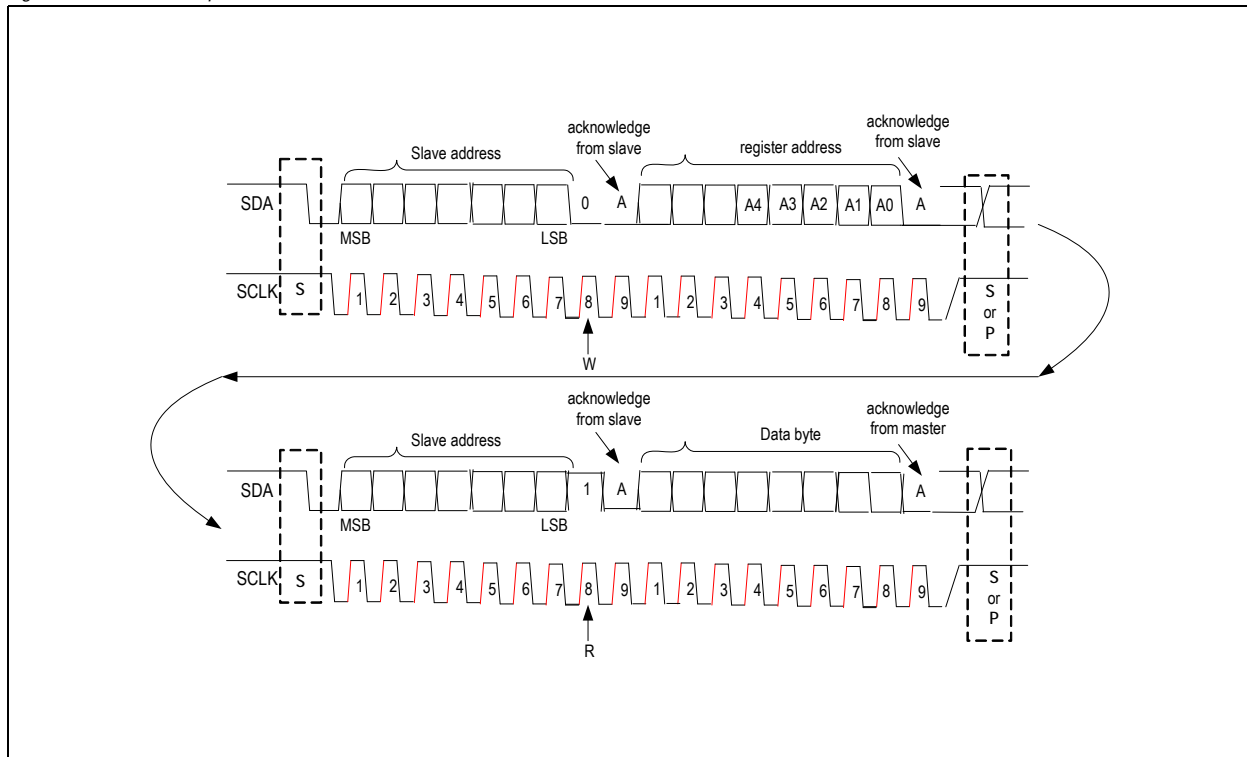 acknowledge
from slave
acknowledge
from slave
Slave address
register address
SDA
0
A
A4
A3
A2
A1
A0
A
MSB
LSB
SCLK
S
1 2 3 4 5 6 7 8 9 1 2 3 4 5 6 7 8 9
S
or
P
W
acknowledge
from slave
acknowledge
from master
Slave address
Data byte
SDA
1
A
A
MSB
LSB
SCLK
S
1 2 3 4 5 6 7 8 9 1 2 3 4 5 6 7 8 9
S
or
P
R